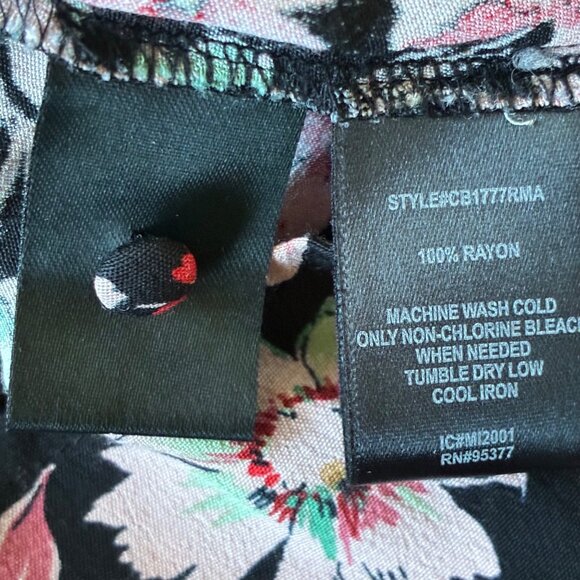 STYLE#CB1777RMA
100% RAYON
MACHINE WASH COLD
ONLY NON-CHLORINE BLEACH
WHEN NEEDED
TUMBLE DRY LOW
COOL IRON
IC#MI2001
RN#95377